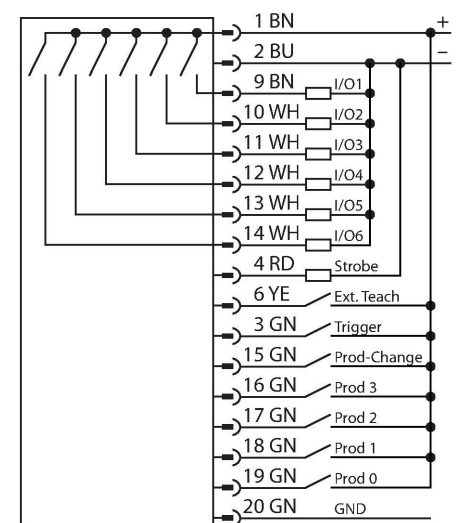 1 BN +
2 BU −
9 BN I/O1
10 WH I/O2
11 WH I/O3
12 WH I/O4
13 WH I/O5
14 WH I/O6
4 RD Strobe
6 YE Ext. Teach
3 GN Trigger
15 GN Prod-Change
16 GN Prod 3
17 GN Prod 2
18 GN Prod 1
19 GN Prod 0
20 GN GND